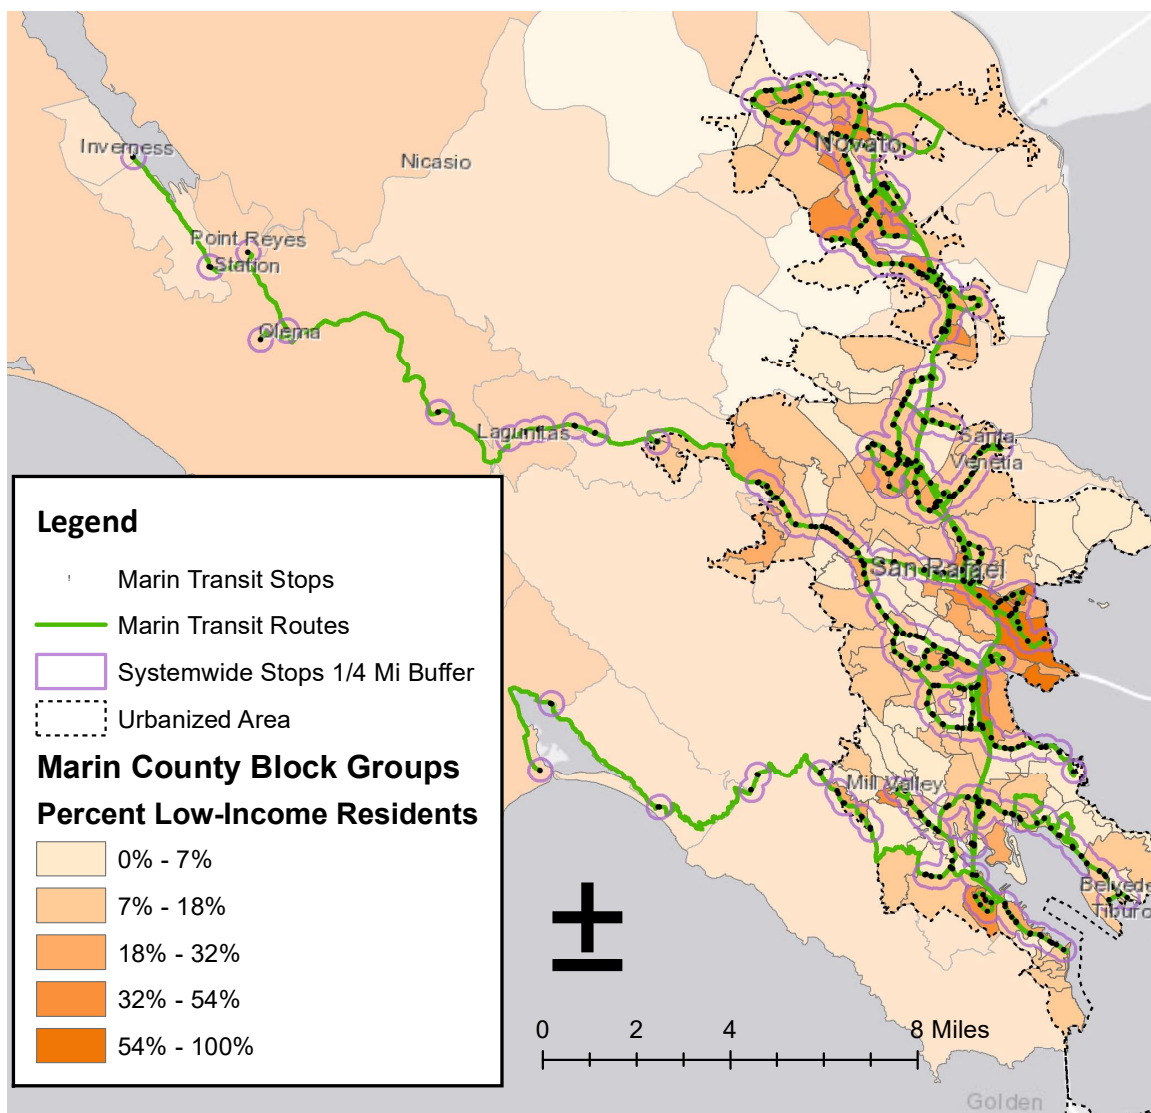 Inverness
Nicasio
Novato
Point Reyes
Station
Olema
Lagunitas
Santa
Venetia
San Rafael
Mill Valley
Belvede
Tiburo
Golden
Legend
Marin Transit Stops
Marin Transit Routes
Systemwide Stops 1/4 Mi Buffer
Urbanized Area
Marin County Block Groups
Percent Low-Income Residents
0% - 7%
7% - 18%
18% - 32%
32% - 54%
54% - 100%
±
0 2 4 8 Miles